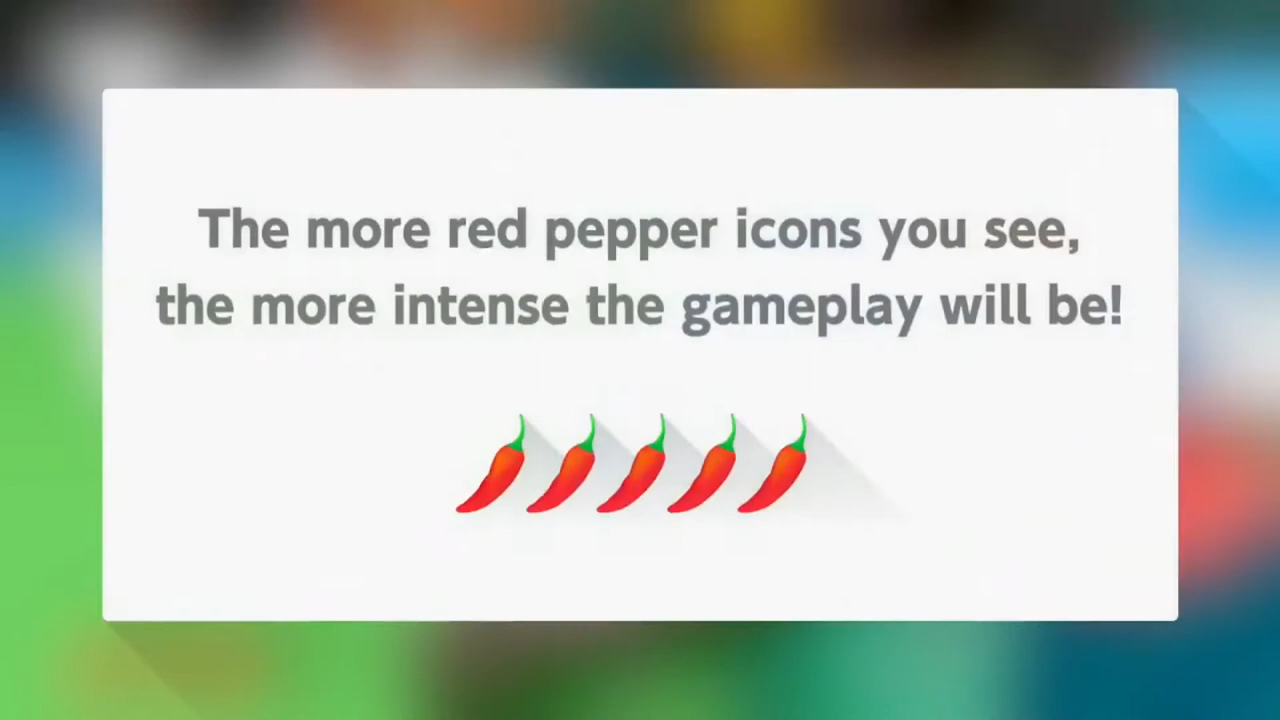 The more red pepper icons you see,
the more intense the gameplay will be!